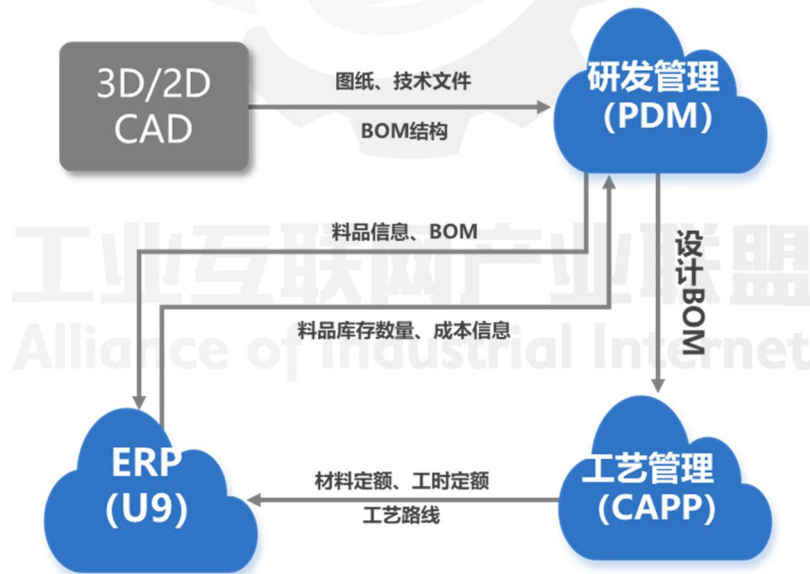 3D/2D
CAD
图纸、技术文件
BOM结构
研发管理
（PDM）
料品信息、BOM
料品库存数量、成本信息
设计BOM
工业互联网产业联盟
Alliance of Industrial Internet
ERP
（U9）
材料定额、工时定额
工艺路线
工艺管理
（CAPP）